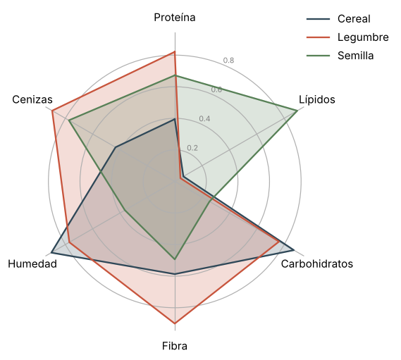 Proteína
Cereal
Legumbre
Semilla
0.8
0.6
0.4
0.2
Cenizas
Lípidos
Humedad
Carbohidratos
Fibra